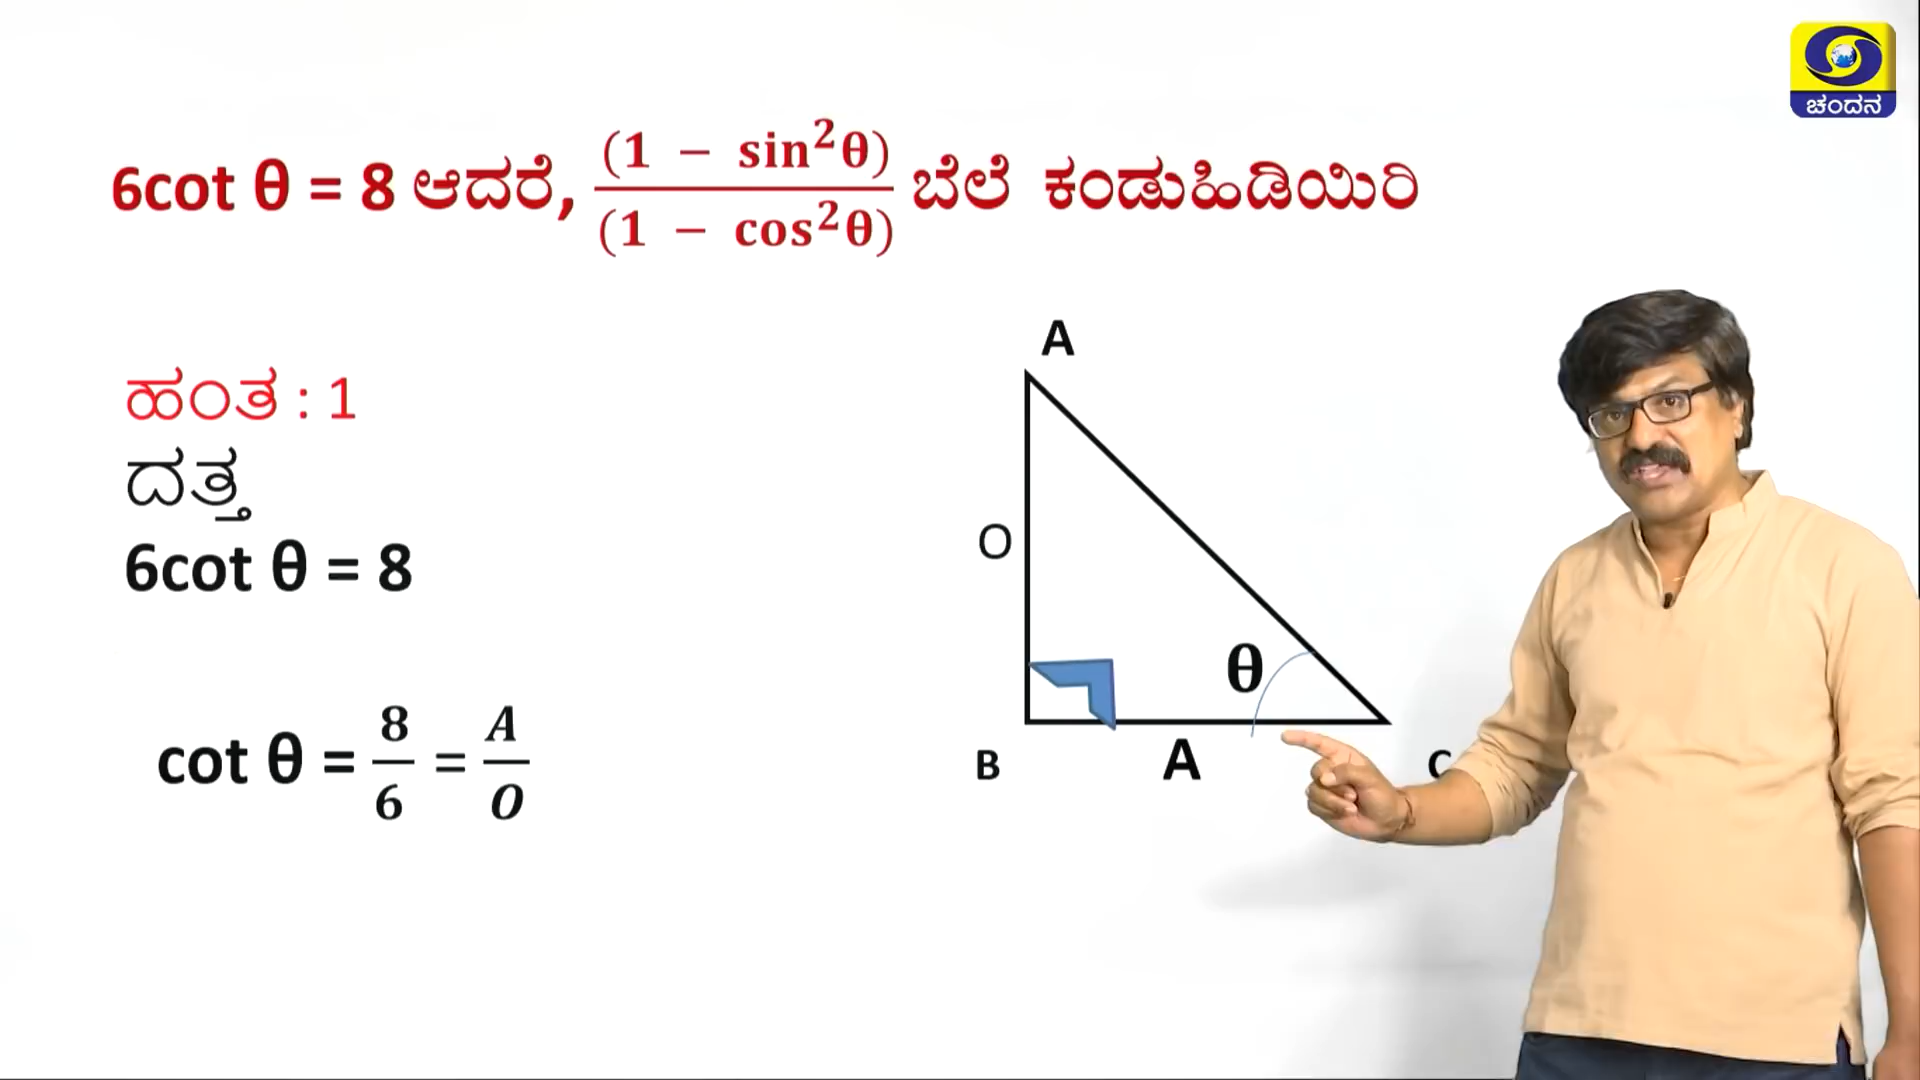 ಚಂದನ
6cot θ = 8 ಆದರೆ, (1 − sin²θ) / (1 − cos²θ) ಬೆಲೆ ಕಂಡುಹಿಡಿಯಿರಿ
ಹಂತ : 1
ದತ್ತ
6cot θ = 8
cot θ = 8/6 = A/O
A
O
θ
B
A
C